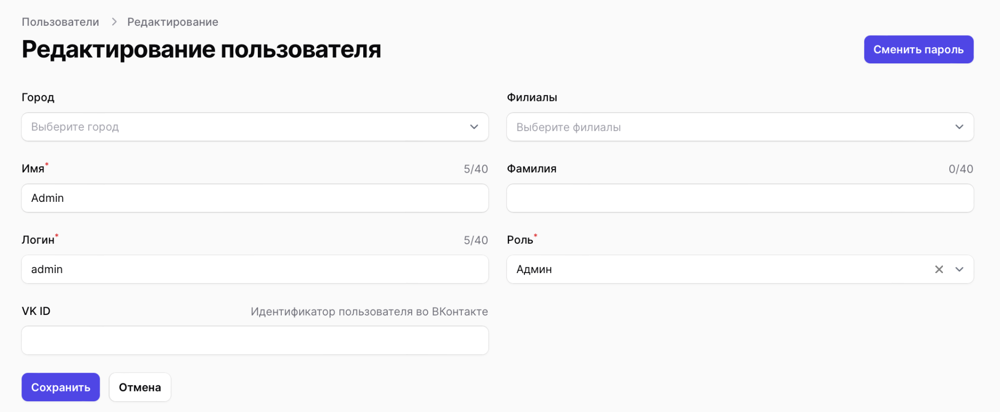 Пользователи > Редактирование
Редактирование пользователя
Сменить пароль
Город
Филиалы
Выберите город
Выберите филиалы
Имя* 5/40
Фамилия 0/40
Admin
Логин* 5/40
Роль*
admin
Админ
VK ID Идентификатор пользователя во ВКонтакте
Сохранить
Отмена